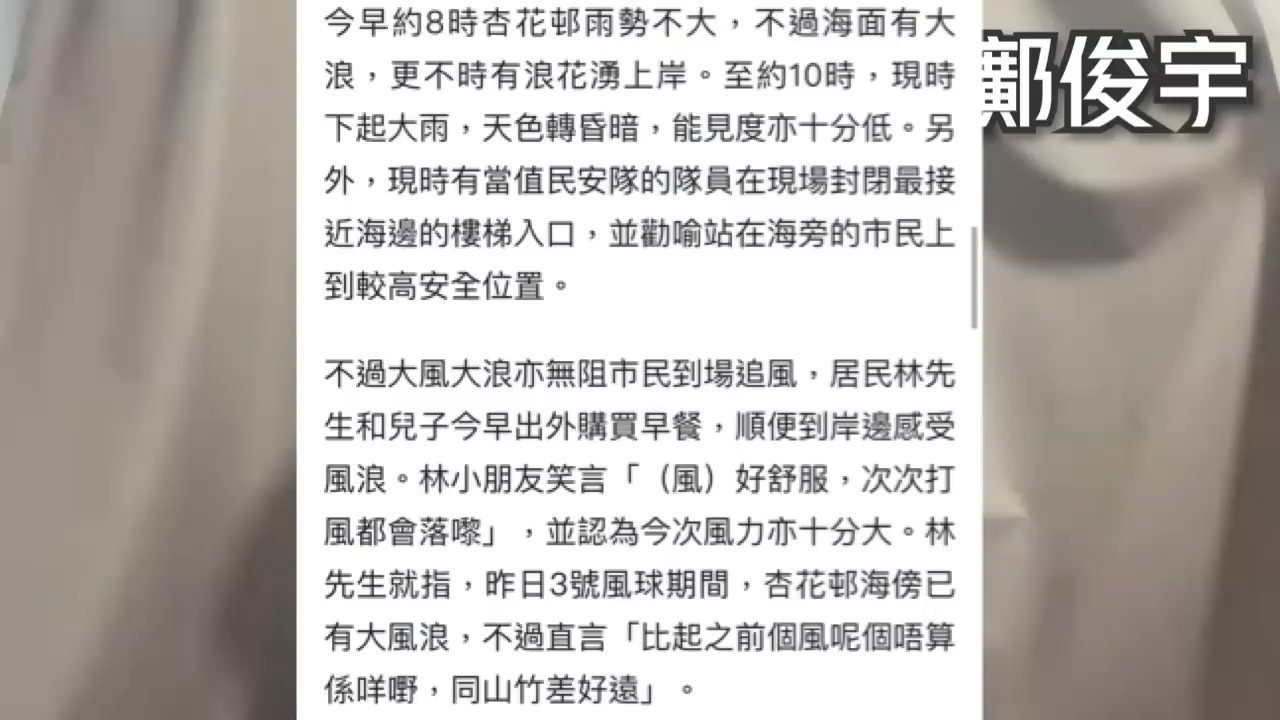 今早約8時杏花邨雨勢不大，不過海面有大
浪，更不時有浪花湧上岸。至約10時，現時
下起大雨，天色轉昏暗，能見度亦十分低。另
外，現時有當值民安隊的隊員在現場封閉最接
近海邊的樓梯入口，並勸喻站在海旁的市民上
到較高安全位置。
不過大風大浪亦無阻市民到場追風，居民林先
生和兒子今早出外購買早餐，順便到岸邊感受
風浪。林小朋友笑言「（風）好舒服，次次打
風都會落嚟」，並認為今次風力亦十分大。林
先生就指，昨日3號風球期間，杏花邨海傍已
有大風浪，不過直言「比起之前個風呢個唔算
係咩嘢，同山竹差好遠」。
鄺俊宇